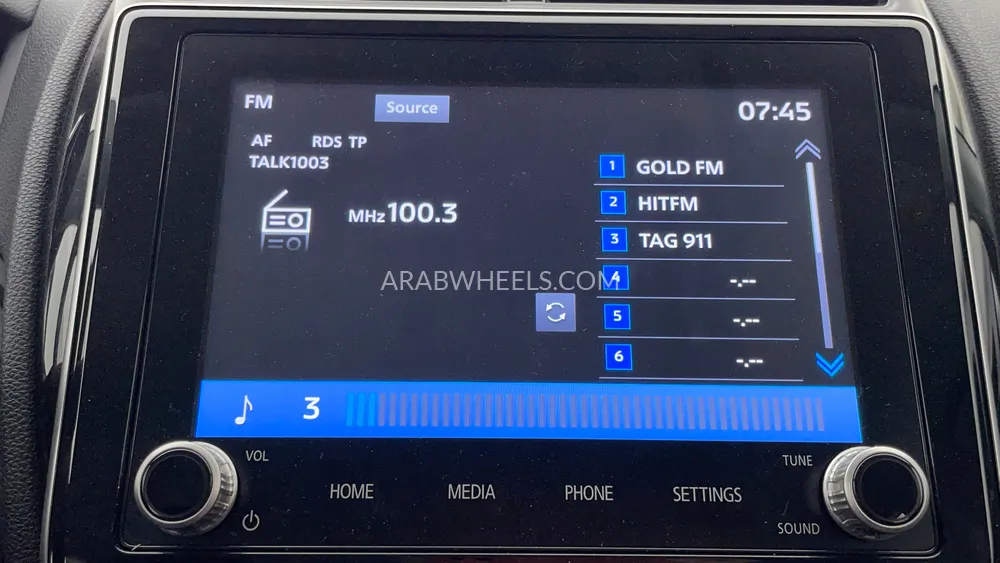 FM
Source
07:45
AF RDS TP
TALK1003
MHz 100.3
1 GOLD FM
2 HITFM
3 TAG 911
4 -.--
5 -.--
6 -.--
ARABWHEELS.COM
3
VOL
TUNE
HOME
MEDIA
PHONE
SETTINGS
SOUND